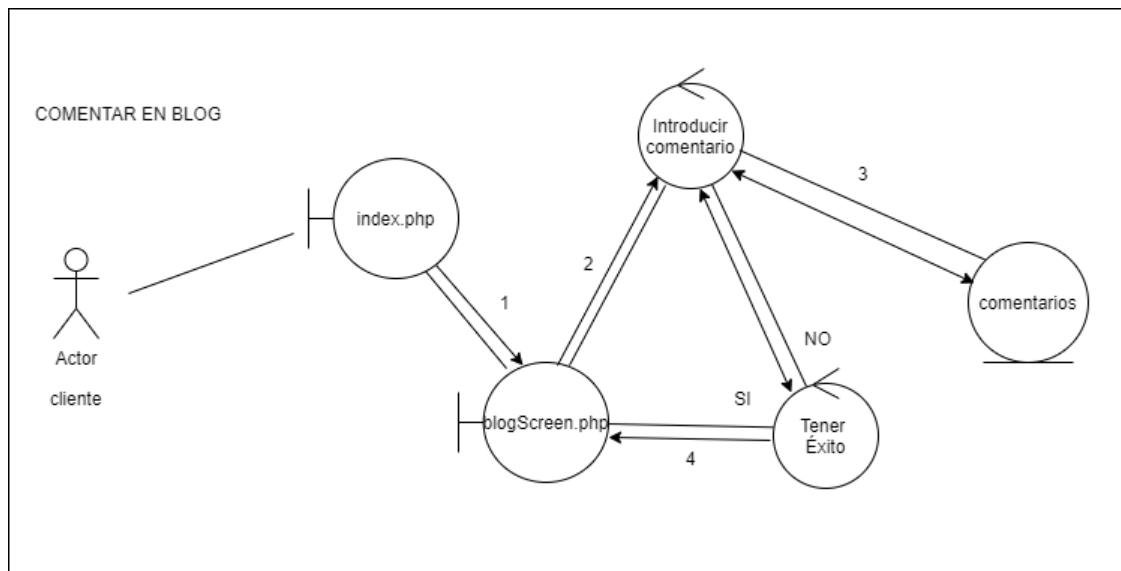 COMENTAR EN BLOG
Introducir
comentario
3
index.php
2
1
comentarios
Actor
cliente
NO
SI
blogScreen.php
Tener
Éxito
4